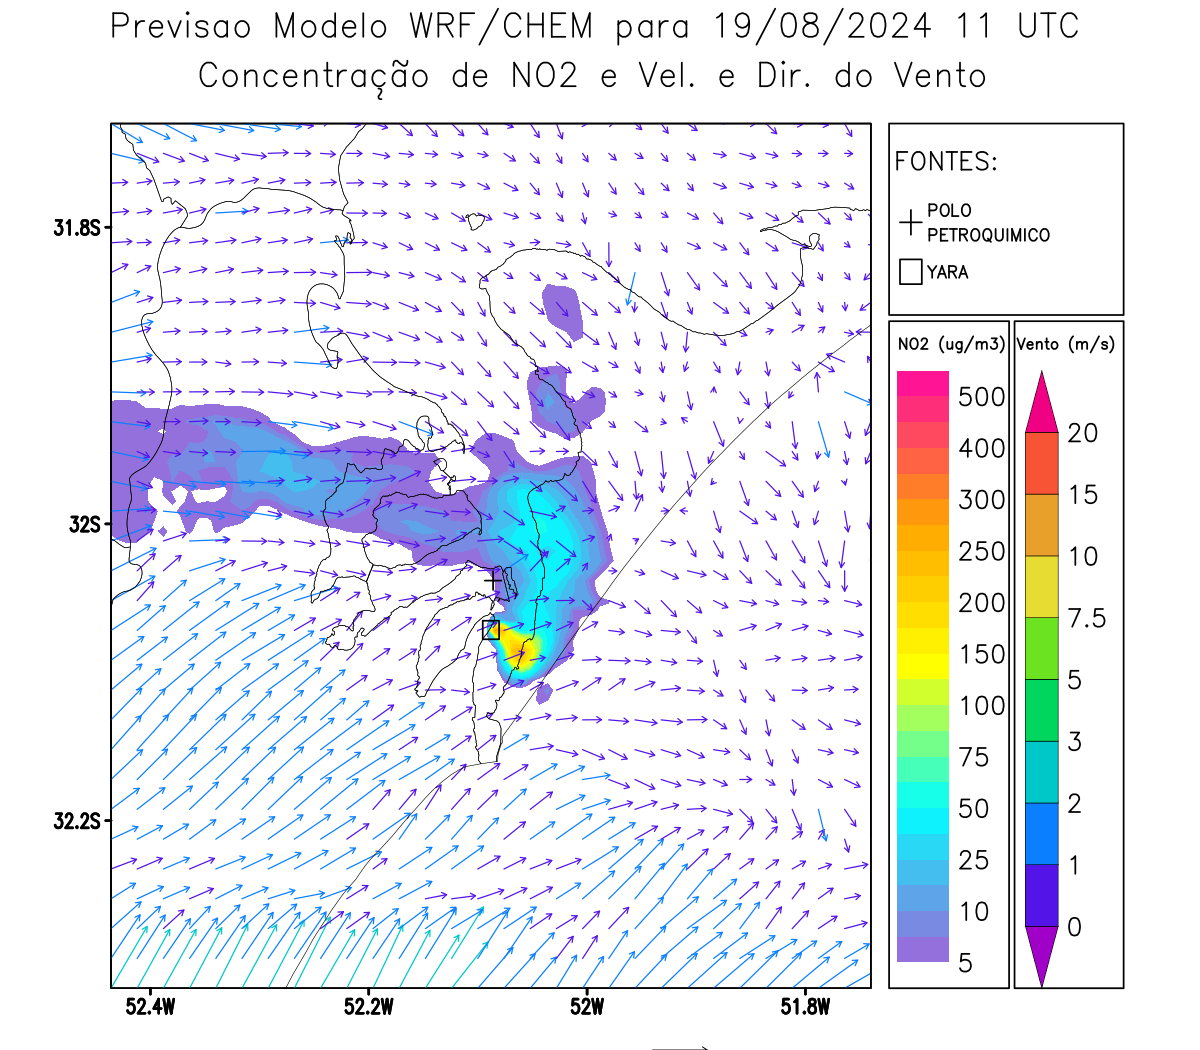 Previsao Modelo WRF/CHEM para 19/08/2024 11 UTC
Concentração de NO2 e Vel. e Dir. do Vento
FONTES:
POLO
PETROQUIMICO
YARA
NO2 (ug/m3)
500
400
300
250
200
150
100
75
50
25
10
5
Vento (m/s)
20
15
10
7.5
5
3
2
1
0
31.8S
32S
32.2S
52.4W
52.2W
52W
51.8W